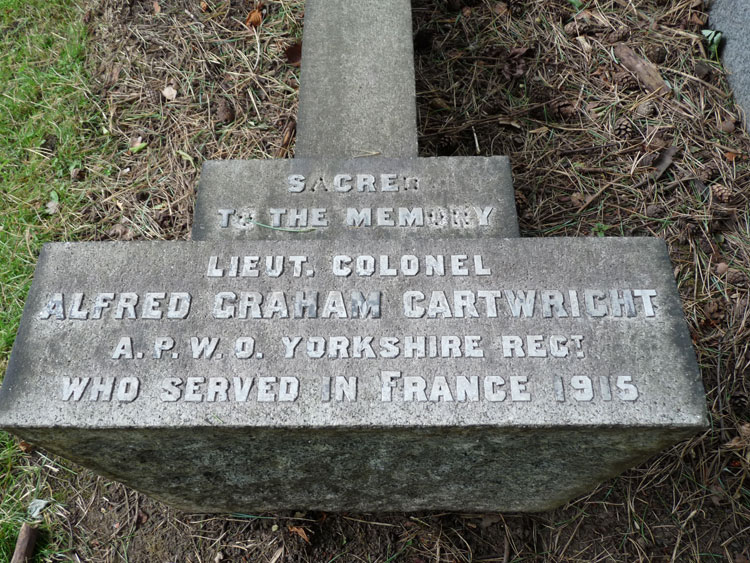 SACRED
TO THE MEMORY
LIEUT. COLONEL
ALFRED GRAHAM CARTWRIGHT
A.P.W.O. YORKSHIRE REGT
WHO SERVED IN FRANCE 1915